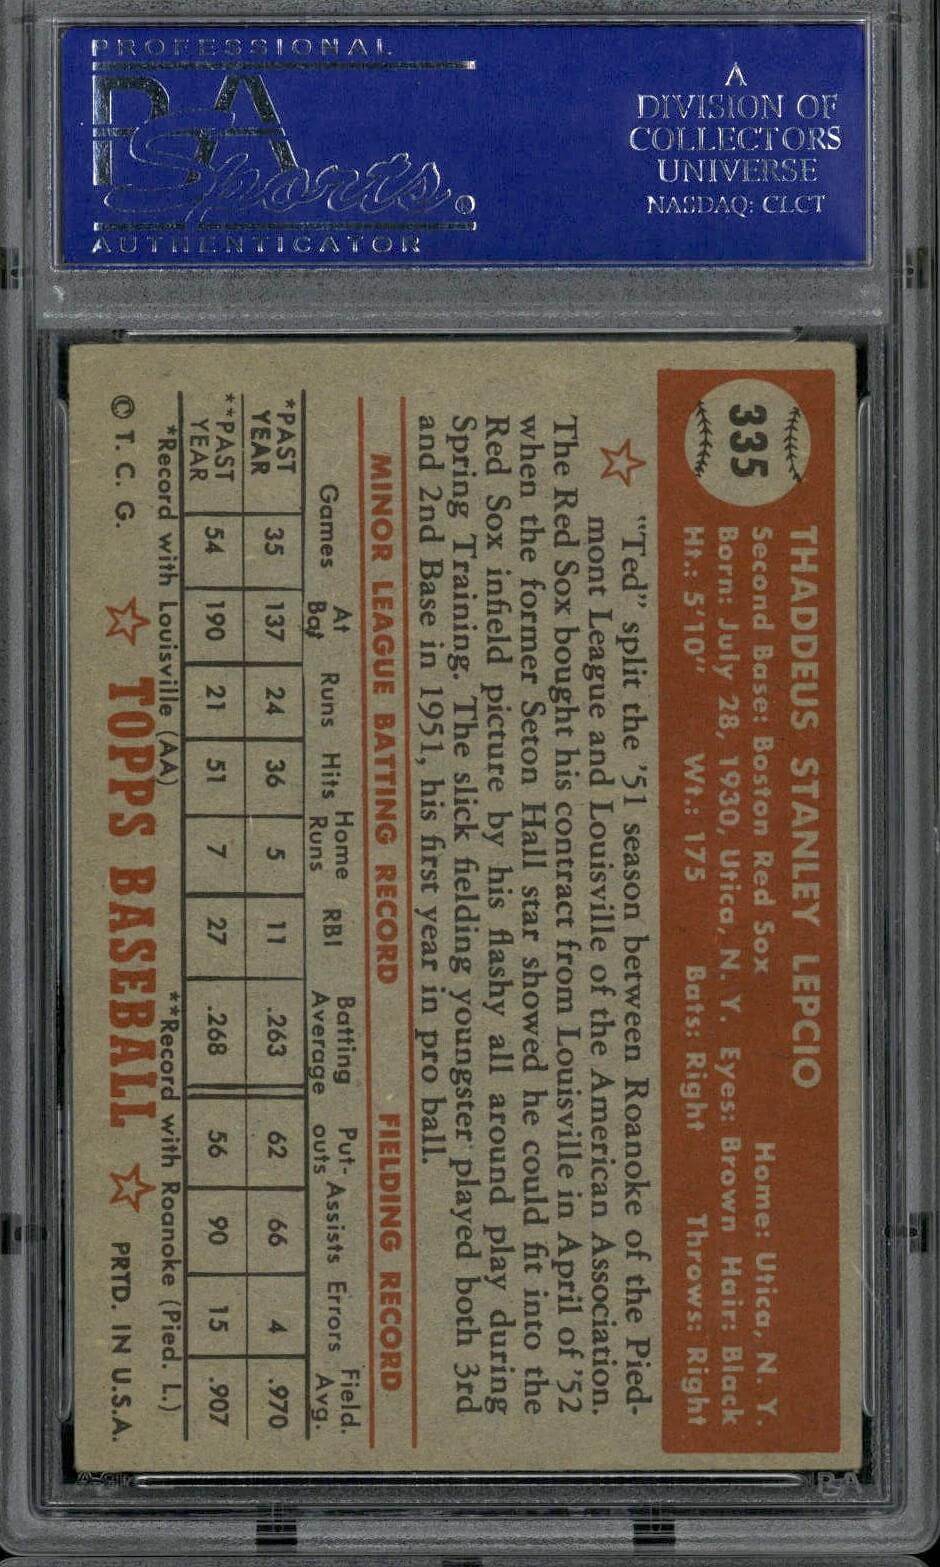 PROFESSIONAL
PSA
Sports
AUTHENTICATOR
A
DIVISION OF
COLLECTORS
UNIVERSE
NASDAQ: CLCT
335
THADDEUS STANLEY LEPCIO
Second Base: Boston Red Sox Home: Utica, N. Y.
Born: July 28, 1930, Utica, N. Y. Eyes: Brown Hair: Black
Ht.: 5'10" Wt.: 175 Bats: Right Throws: Right
"Ted" split the '51 season between Roanoke of the Pied-
mont League and Louisville of the American Association.
The Red Sox bought his contract from Louisville in April of '52
when the former Seton Hall star showed he could fit into the
Red Sox infield picture by his flashy all around play during
Spring Training. The slick fielding youngster played both 3rd
and 2nd Base in 1951, his first year in pro ball.
MINOR LEAGUE BATTING RECORD FIELDING RECORD
Games At Bat Runs Hits Home Runs RBI Batting Average Put-outs Assists Errors Field. Avg.
*PAST YEAR 35 137 24 36 5 11 .263 62 66 4 .970
**PAST YEAR 54 190 21 51 7 27 .268 56 90 15 .907
*Record with Louisville (AA) **Record with Roanoke (Pied. L.)
© T. C. G. TOPPS BASEBALL PRTD. IN U.S.A.